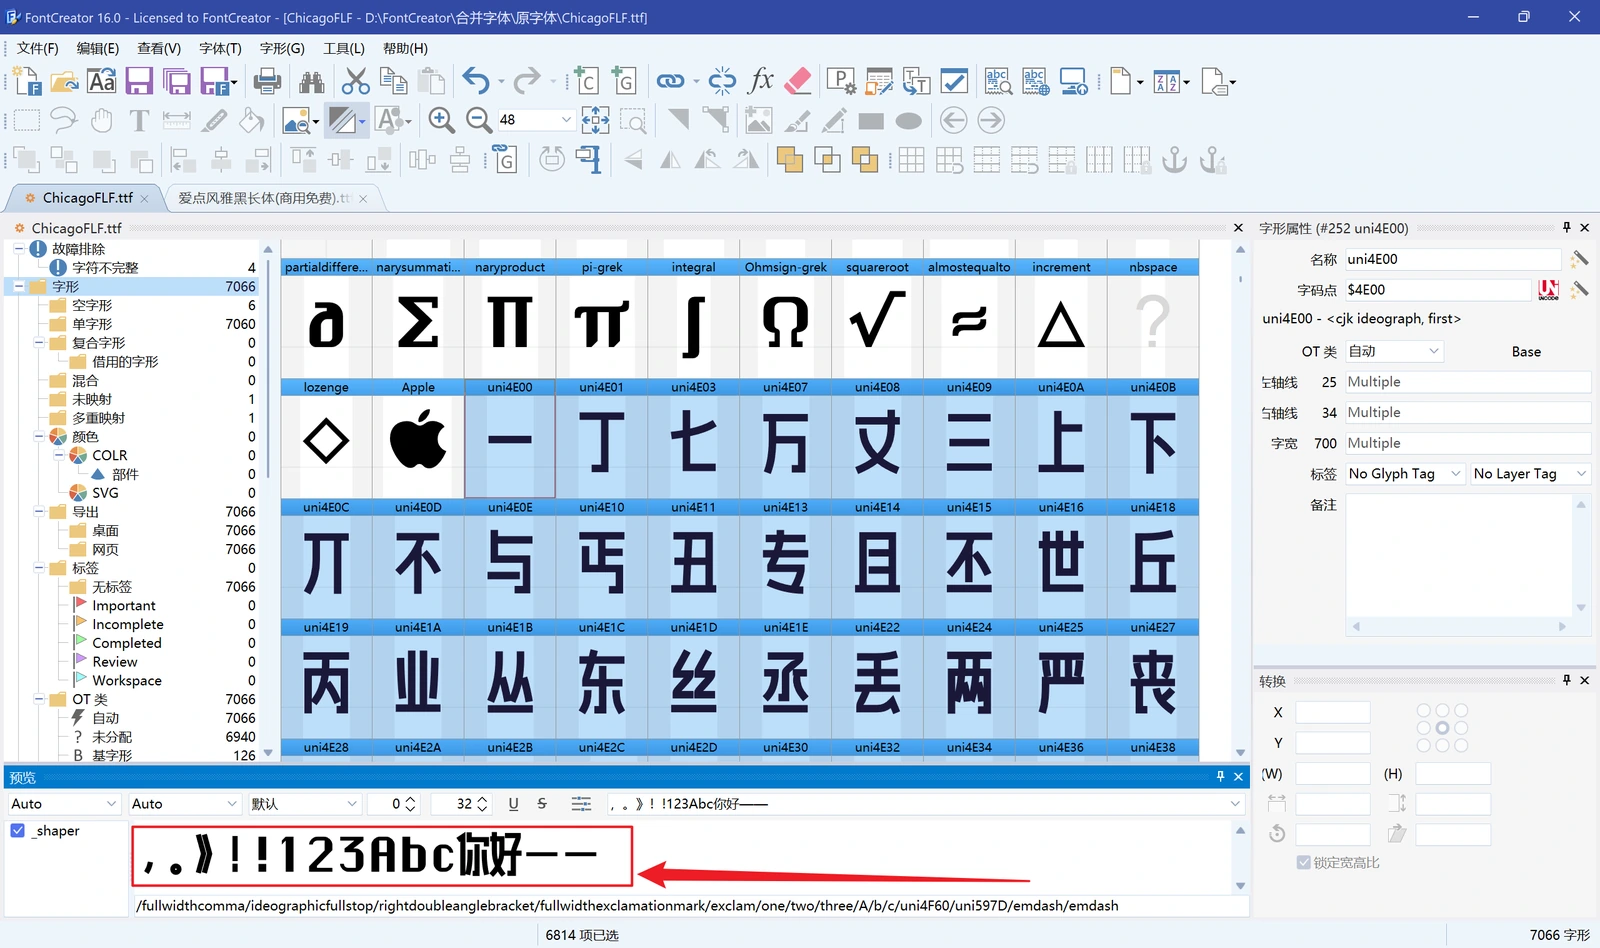 FontCreator 16.0 - Licensed to FontCreator - [ChicagoFLF - D:\FontCreator\合并字体\原字体\ChicagoFLF.ttf]
文件(F) 编辑(E) 查看(V) 字体(T) 字形(G) 工具(L) 帮助(H)
48
ChicagoFLF.ttf 爱点风雅黑长体(商用免费).tt
ChicagoFLF.ttf
故障排除
字符不完整 4
字形 7066
空字形 6
单字形 7060
复合字形 0
借用的字形 0
混合 0
未映射 1
多重映射 1
颜色 0
COLR 0
部件 0
SVG 0
导出 7066
桌面 7066
网页 7066
标签 0
无标签 7066
Important 0
Incomplete 0
Completed 0
Review 0
Workspace 0
OT 类 7066
自动 7066
未分配 6940
基字形 126
partialdiffere... narysummati... naryproduct pi-grek integral Ohmsign-grek squareroot almostequalto increment nbspace
∂ Σ Π π ∫ Ω √ ≈ △ ?
lozenge Apple uni4E00 uni4E01 uni4E03 uni4E07 uni4E08 uni4E09 uni4E0A uni4E0B
◇ 一 丁 七 万 丈 三 上 下
uni4E0C uni4E0D uni4E0E uni4E10 uni4E11 uni4E13 uni4E14 uni4E15 uni4E16 uni4E18
丌 不 与 丐 丑 专 且 丕 世 丘
uni4E19 uni4E1A uni4E1B uni4E1C uni4E1D uni4E1E uni4E22 uni4E24 uni4E25 uni4E27
丙 业 丛 东 丝 丞 丢 两 严 丧
uni4E28 uni4E2A uni4E2B uni4E2C uni4E2D uni4E30 uni4E32 uni4E34 uni4E36 uni4E38
字形属性 (#252 uni4E00)
名称 uni4E00
字码点 $4E00
uni4E00 - <cjk ideograph, first>
OT 类 自动 Base
左轴线 25 Multiple
右轴线 34 Multiple
字宽 700 Multiple
标签 No Glyph Tag No Layer Tag
备注
转换
X
Y
(W) (H)
锁定宽高比
预览
Auto Auto 默认 0 32 U S ，。》！!123Abc你好——
_shaper
，。》！!123Abc你好——
/fullwidthcomma/ideographicfullstop/rightdoubleanglebracket/fullwidthexclamationmark/exclam/one/two/three/A/b/c/uni4F60/uni597D/emdash/emdash
6814 项已选 7066 字形